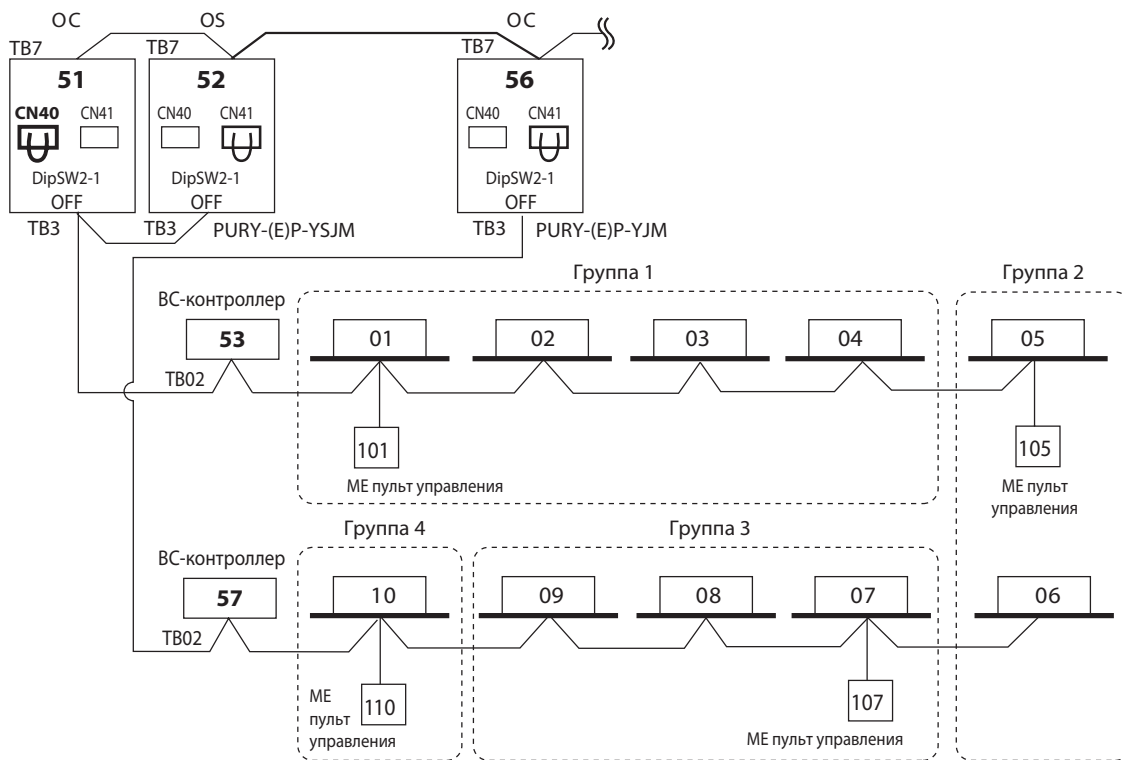 OC OS OC
TB7 TB7 TB7
51 52 56
CN40 CN41 CN40 CN41 CN40 CN41
DipSW2-1 DipSW2-1 DipSW2-1
OFF OFF OFF
TB3 TB3 PURY-(E)P-YSJM TB3 PURY-(E)P-YJM
Группа 1 Группа 2
ВС-контроллер
53 01 02 03 04 05
TB02
101 105
МЕ пульт управления
МЕ пульт
управления
Группа 4 Группа 3
ВС-контроллер
57 10 09 08 07 06
TB02
МЕ
пульт
управления
110 107
МЕ пульт управления